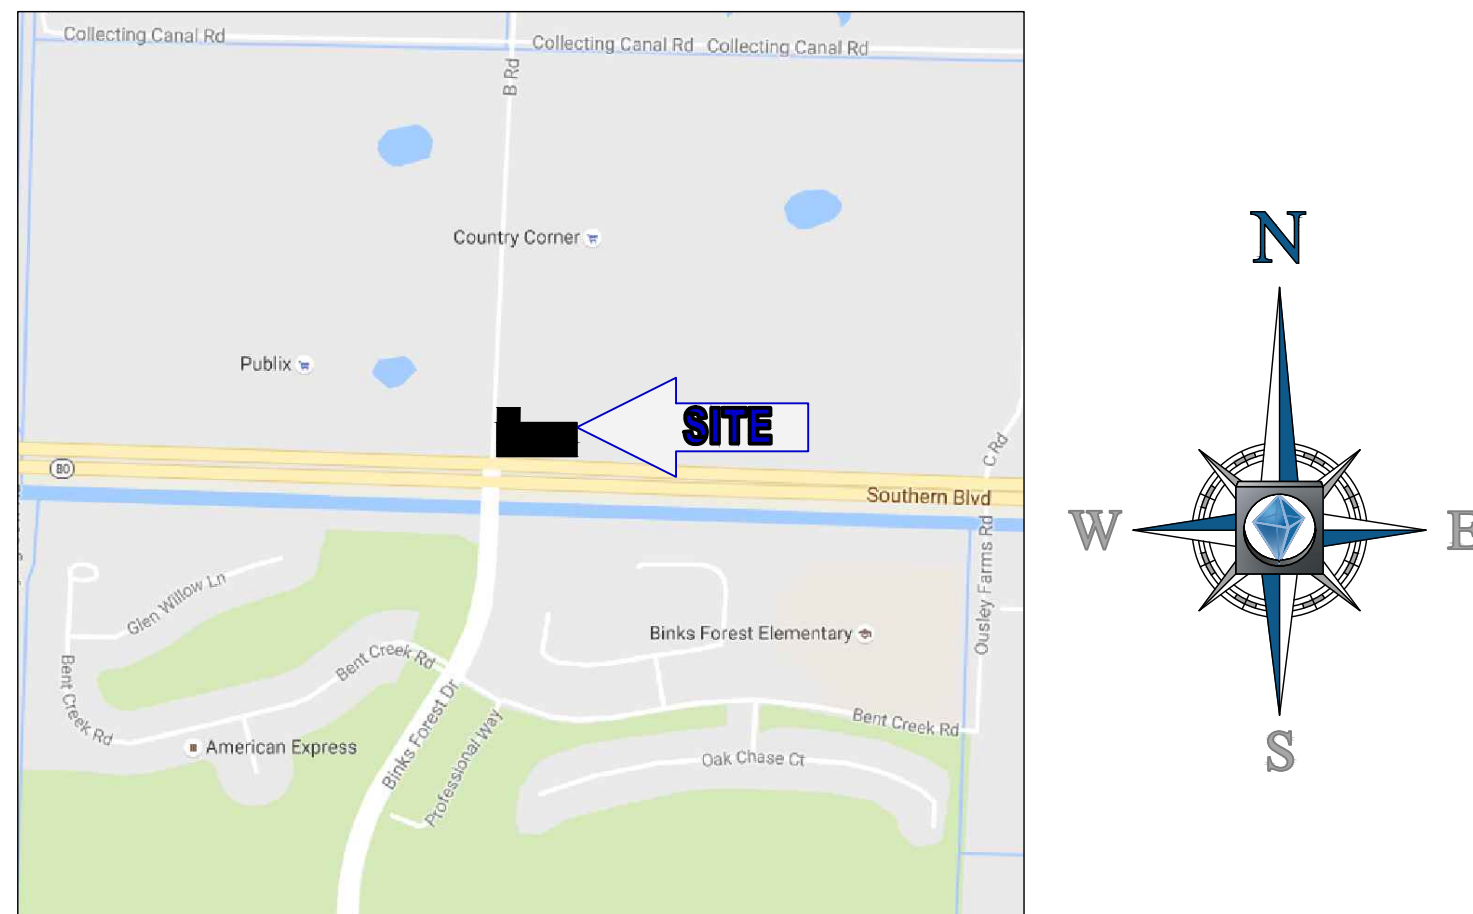 Collecting Canal Rd
Collecting Canal Rd
Collecting Canal Rd
B Rd
Country Corner
Publix
SITE
C Rd
80
Southern Blvd
Ousley Farms Rd
Glen Willow Ln
Binks Forest Elementary
Bent Creek Rd
Bent Creek Rd
Binks Forest Dr
Professional Way
Bent Creek Rd
American Express
Oak Chase Ct
N
W
E
S